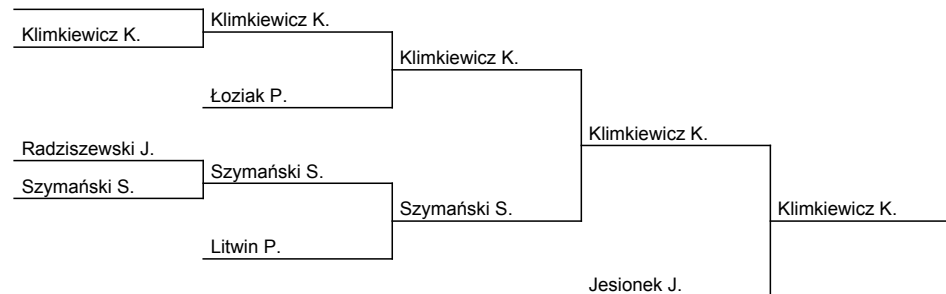 Klimkiewicz K.
Klimkiewicz K.
Klimkiewicz K.
Łoziak P.
Klimkiewicz K.
Radziszewski J.
Szymański S.
Szymański S.
Szymański S.
Klimkiewicz K.
Litwin P.
Jesionek J.